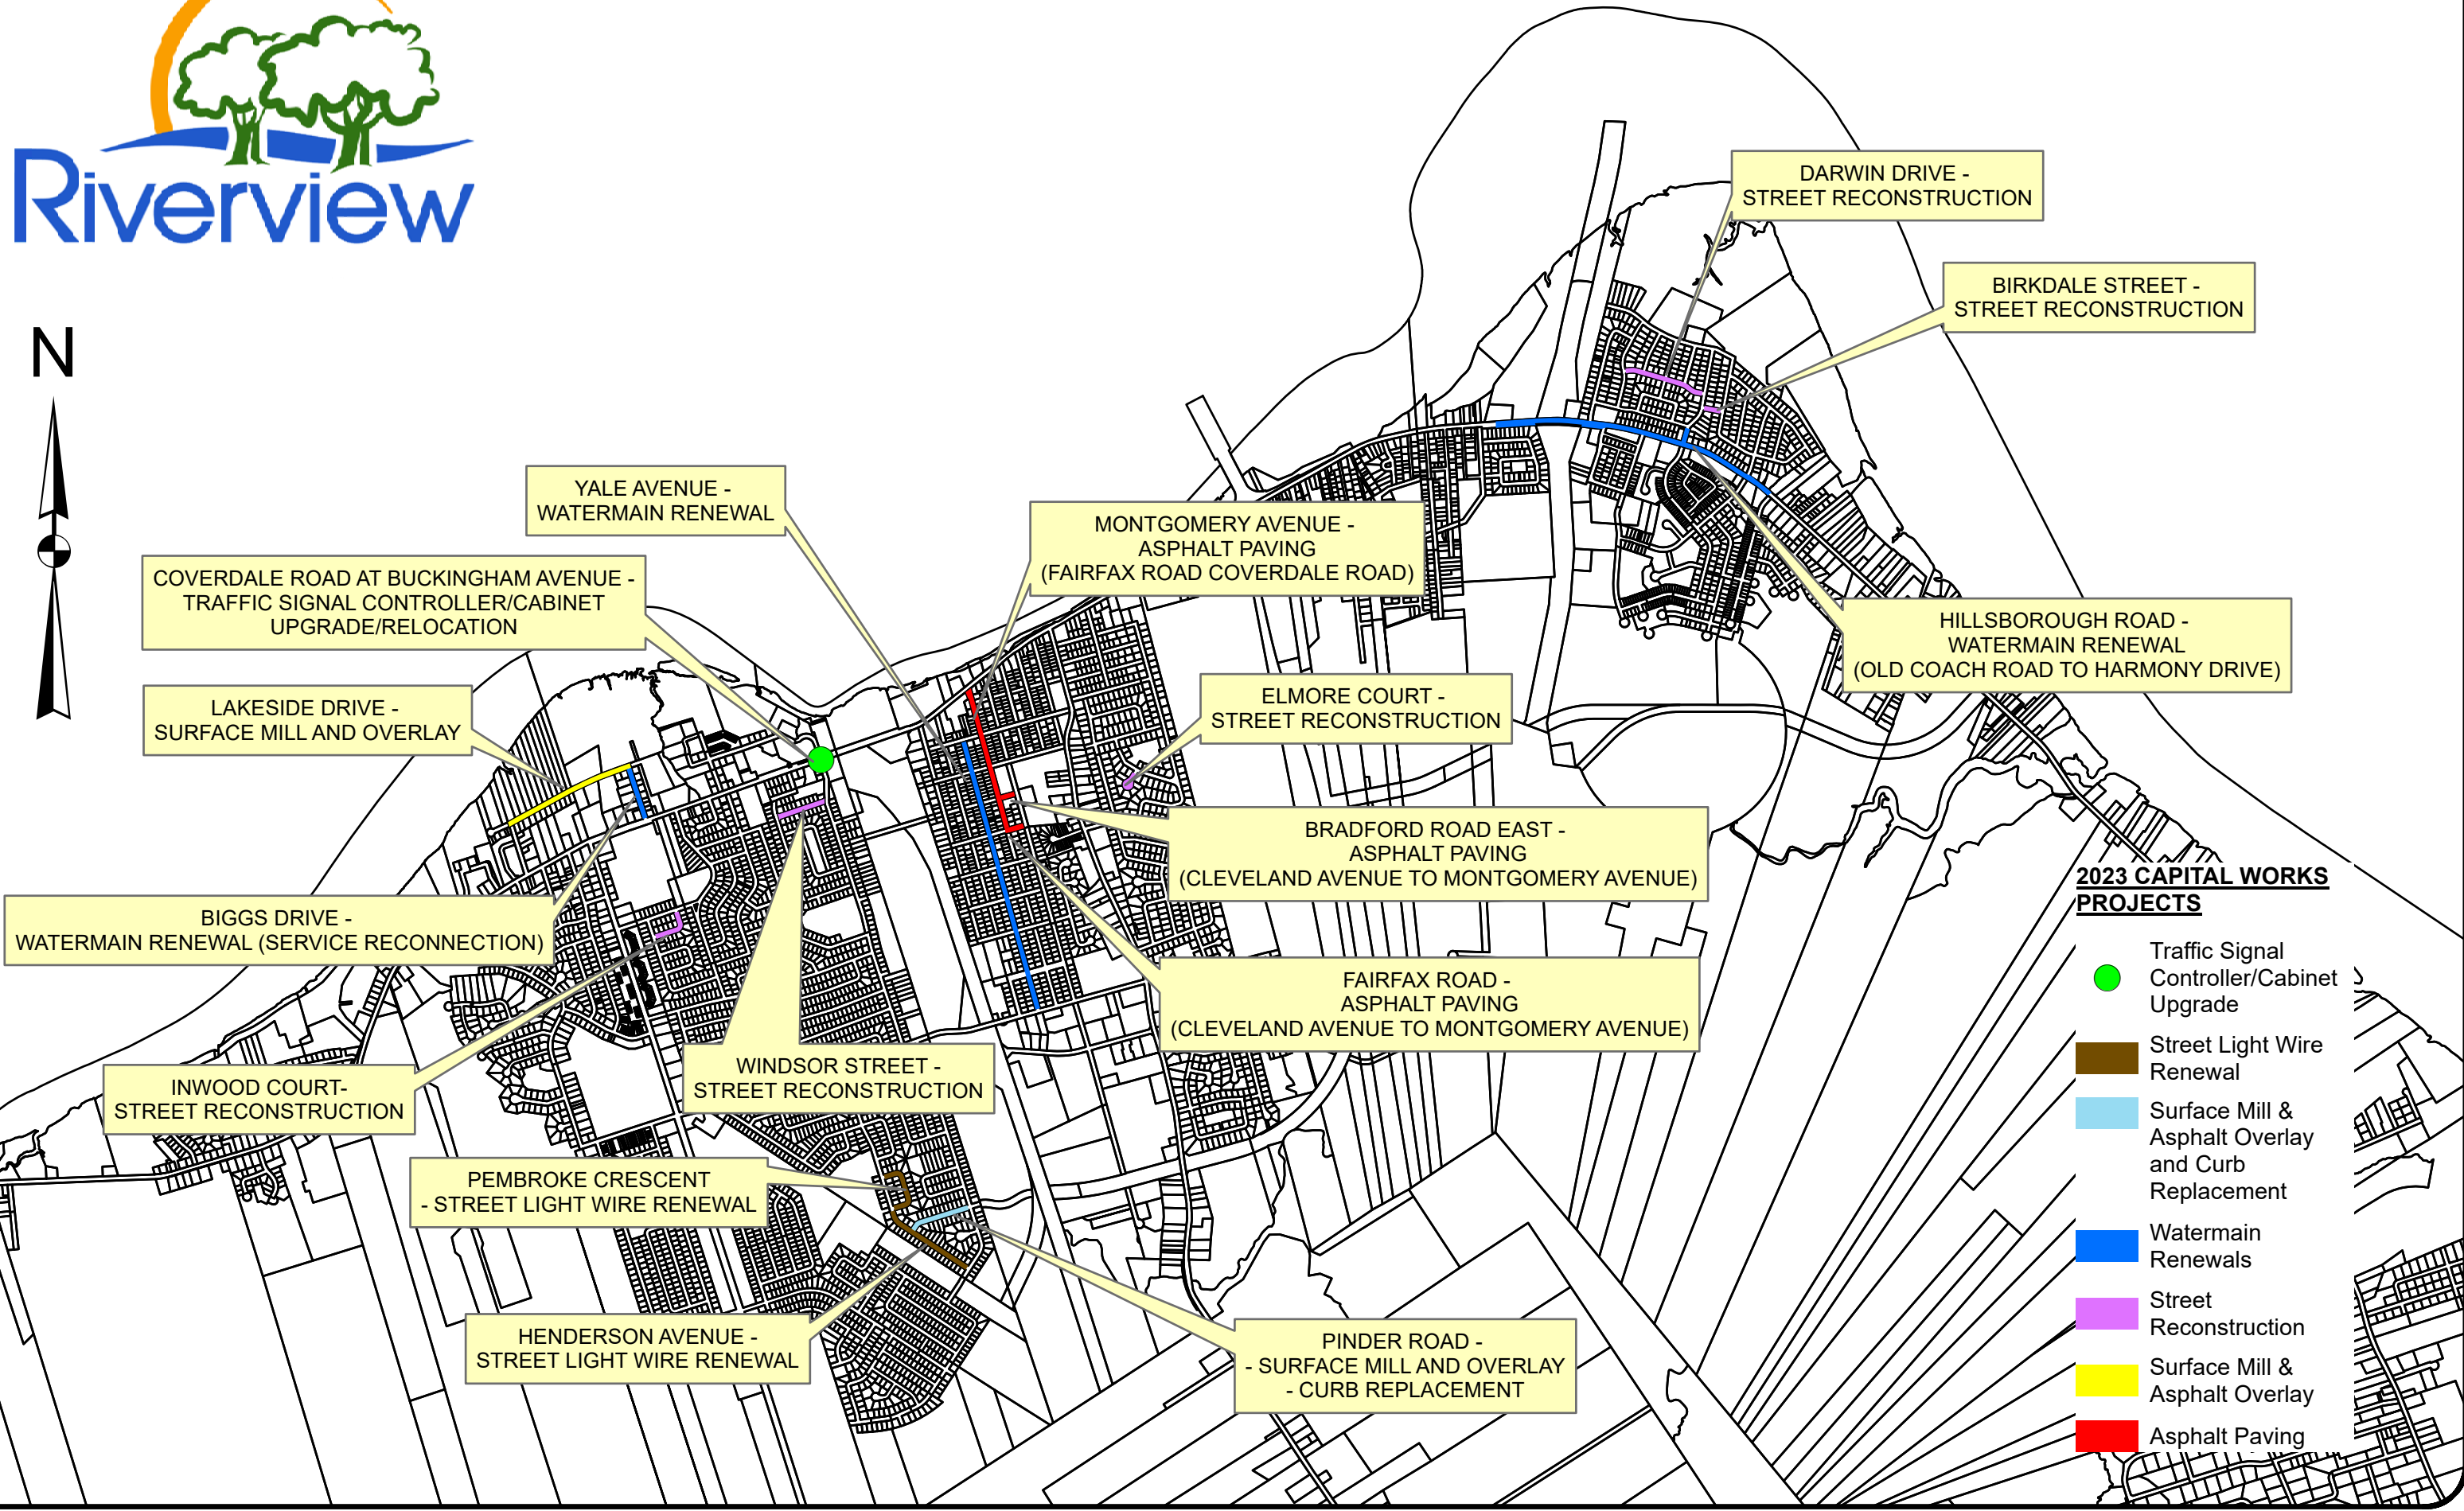 Riverview
N
DARWIN DRIVE -
STREET RECONSTRUCTION
BIRKDALE STREET -
STREET RECONSTRUCTION
YALE AVENUE -
WATERMAIN RENEWAL
MONTGOMERY AVENUE -
ASPHALT PAVING
(FAIRFAX ROAD COVERDALE ROAD)
COVERDALE ROAD AT BUCKINGHAM AVENUE -
TRAFFIC SIGNAL CONTROLLER/CABINET
UPGRADE/RELOCATION
HILLSBOROUGH ROAD -
WATERMAIN RENEWAL
(OLD COACH ROAD TO HARMONY DRIVE)
LAKESIDE DRIVE -
SURFACE MILL AND OVERLAY
ELMORE COURT -
STREET RECONSTRUCTION
BRADFORD ROAD EAST -
ASPHALT PAVING
(CLEVELAND AVENUE TO MONTGOMERY AVENUE)
BIGGS DRIVE -
WATERMAIN RENEWAL (SERVICE RECONNECTION)
FAIRFAX ROAD -
ASPHALT PAVING
(CLEVELAND AVENUE TO MONTGOMERY AVENUE)
INWOOD COURT-
STREET RECONSTRUCTION
WINDSOR STREET -
STREET RECONSTRUCTION
PEMBROKE CRESCENT
- STREET LIGHT WIRE RENEWAL
HENDERSON AVENUE -
STREET LIGHT WIRE RENEWAL
PINDER ROAD -
- SURFACE MILL AND OVERLAY
- CURB REPLACEMENT
2023 CAPITAL WORKS
PROJECTS
Traffic Signal
Controller/Cabinet
Upgrade
Street Light Wire
Renewal
Surface Mill &
Asphalt Overlay
and Curb
Replacement
Watermain
Renewals
Street
Reconstruction
Surface Mill &
Asphalt Overlay
Asphalt Paving